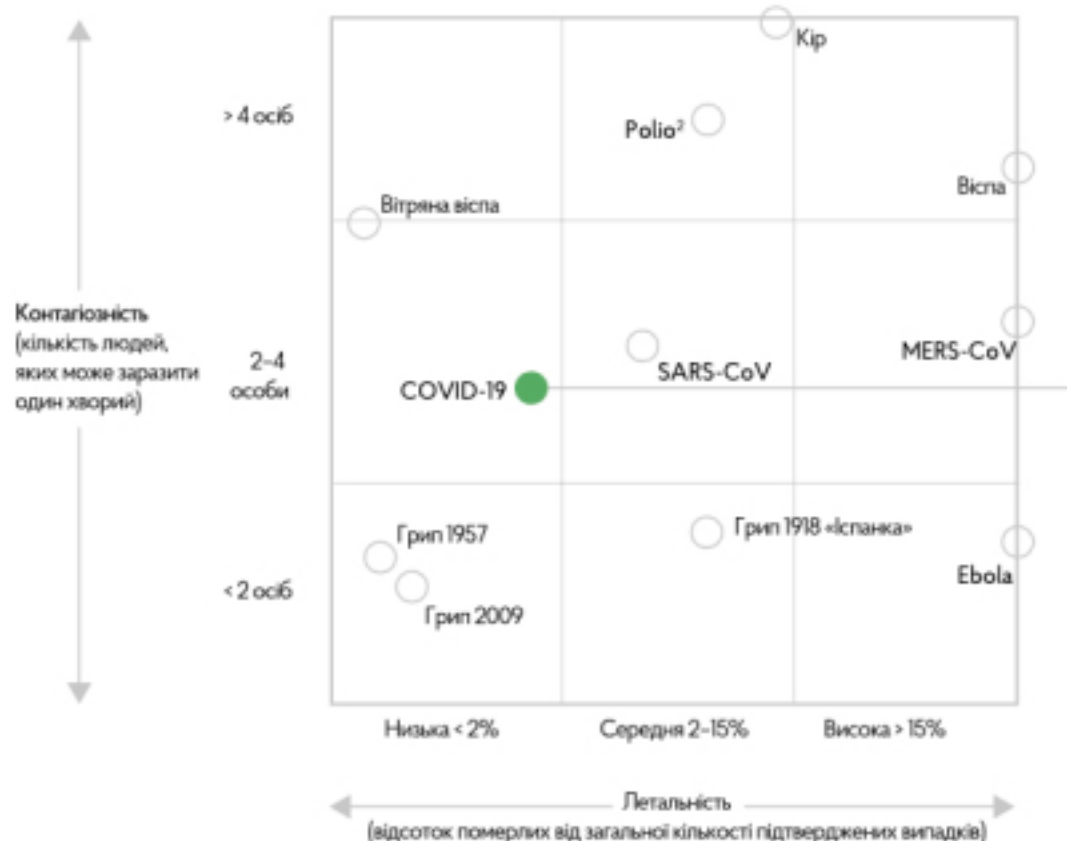 Кір
> 4 осіб
Polio²
Віспа
Вітряна віспа
Контагіозність
(кількість людей,
яких може заразити
один хворий)
2–4
особи
MERS-CoV
SARS-CoV
COVID-19
Грип 1957
Грип 1918 «Іспанка»
< 2 осіб
Ebola
Грип 2009
Низька < 2%
Середня 2–15%
Висока > 15%
Летальність
(відсоток померлих від загальної кількості підтверджених випадків)